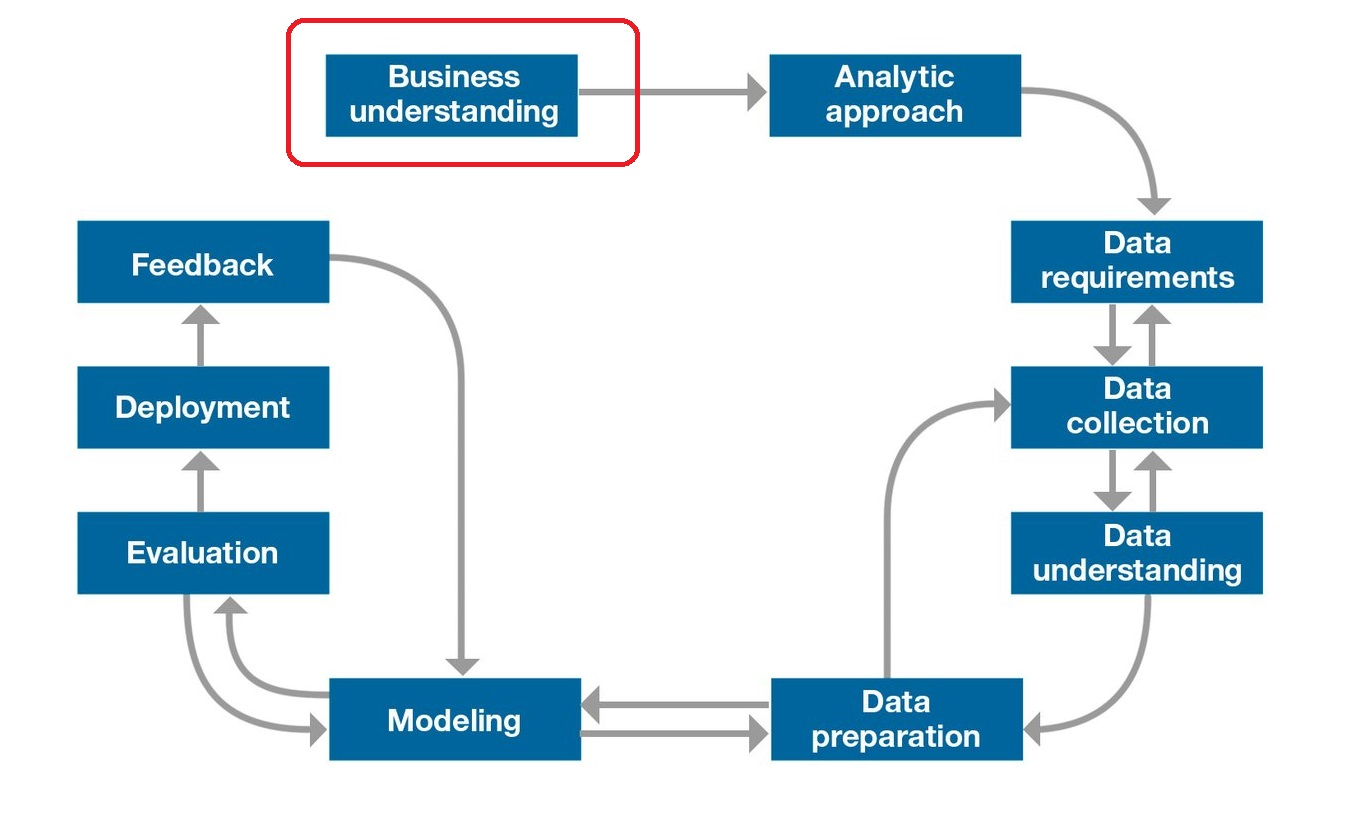 Business
understanding
Analytic
approach
Data
requirements
Data
collection
Data
understanding
Data
preparation
Modeling
Evaluation
Deployment
Feedback